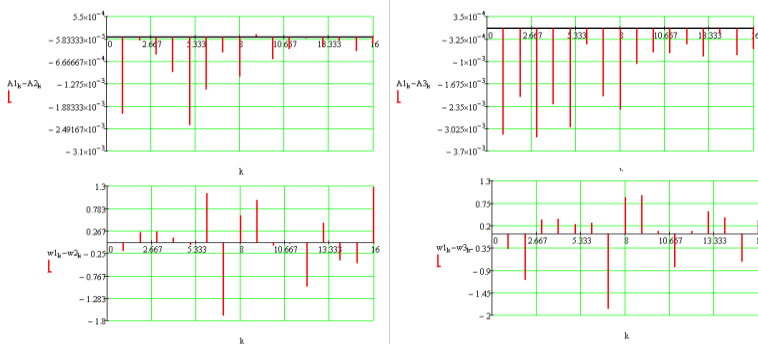 5.5×10⁻⁴
−5.83333×10⁻⁵
−6.66667×10⁻⁴
−1.275×10⁻³
−1.88333×10⁻³
−2.49167×10⁻³
−3.1×10⁻³
0 2.667 5.333 8 10.667 13.333 16
A1k−A2k
k
3.5×10⁻⁴
−3.25×10⁻⁴
−1×10⁻³
−1.675×10⁻³
−2.35×10⁻³
−3.025×10⁻³
−3.7×10⁻³
0 2.667 5.333 8 10.667 13.333 16
A1k−A3k
1.3
0.783
0.267
−0.25
−0.767
−1.283
−1.8
0 2.667 5.333 8 10.667 13.333 16
w1k−w2k
k
1.3
0.75
0.2
−0.35
−0.9
−1.45
−2
0 2.667 5.333 8 10.667 13.333
w1k−w3k
k